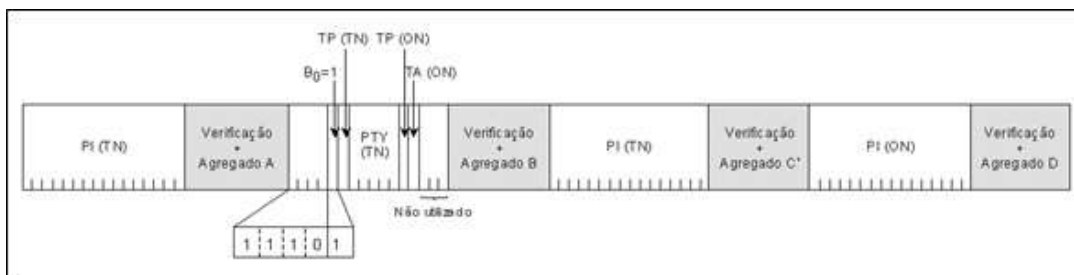 TP (TN) TP (ON)
B0=1 TA (ON)
PI (TN)
Verificação
+
Agregado A
PTY
(TN)
Verificação
+
Agregado B
PI (TN)
Verificação
+
Agregado C'
PI (ON)
Verificação
+
Agregado D
Não utilizado
1 1 1 0 1